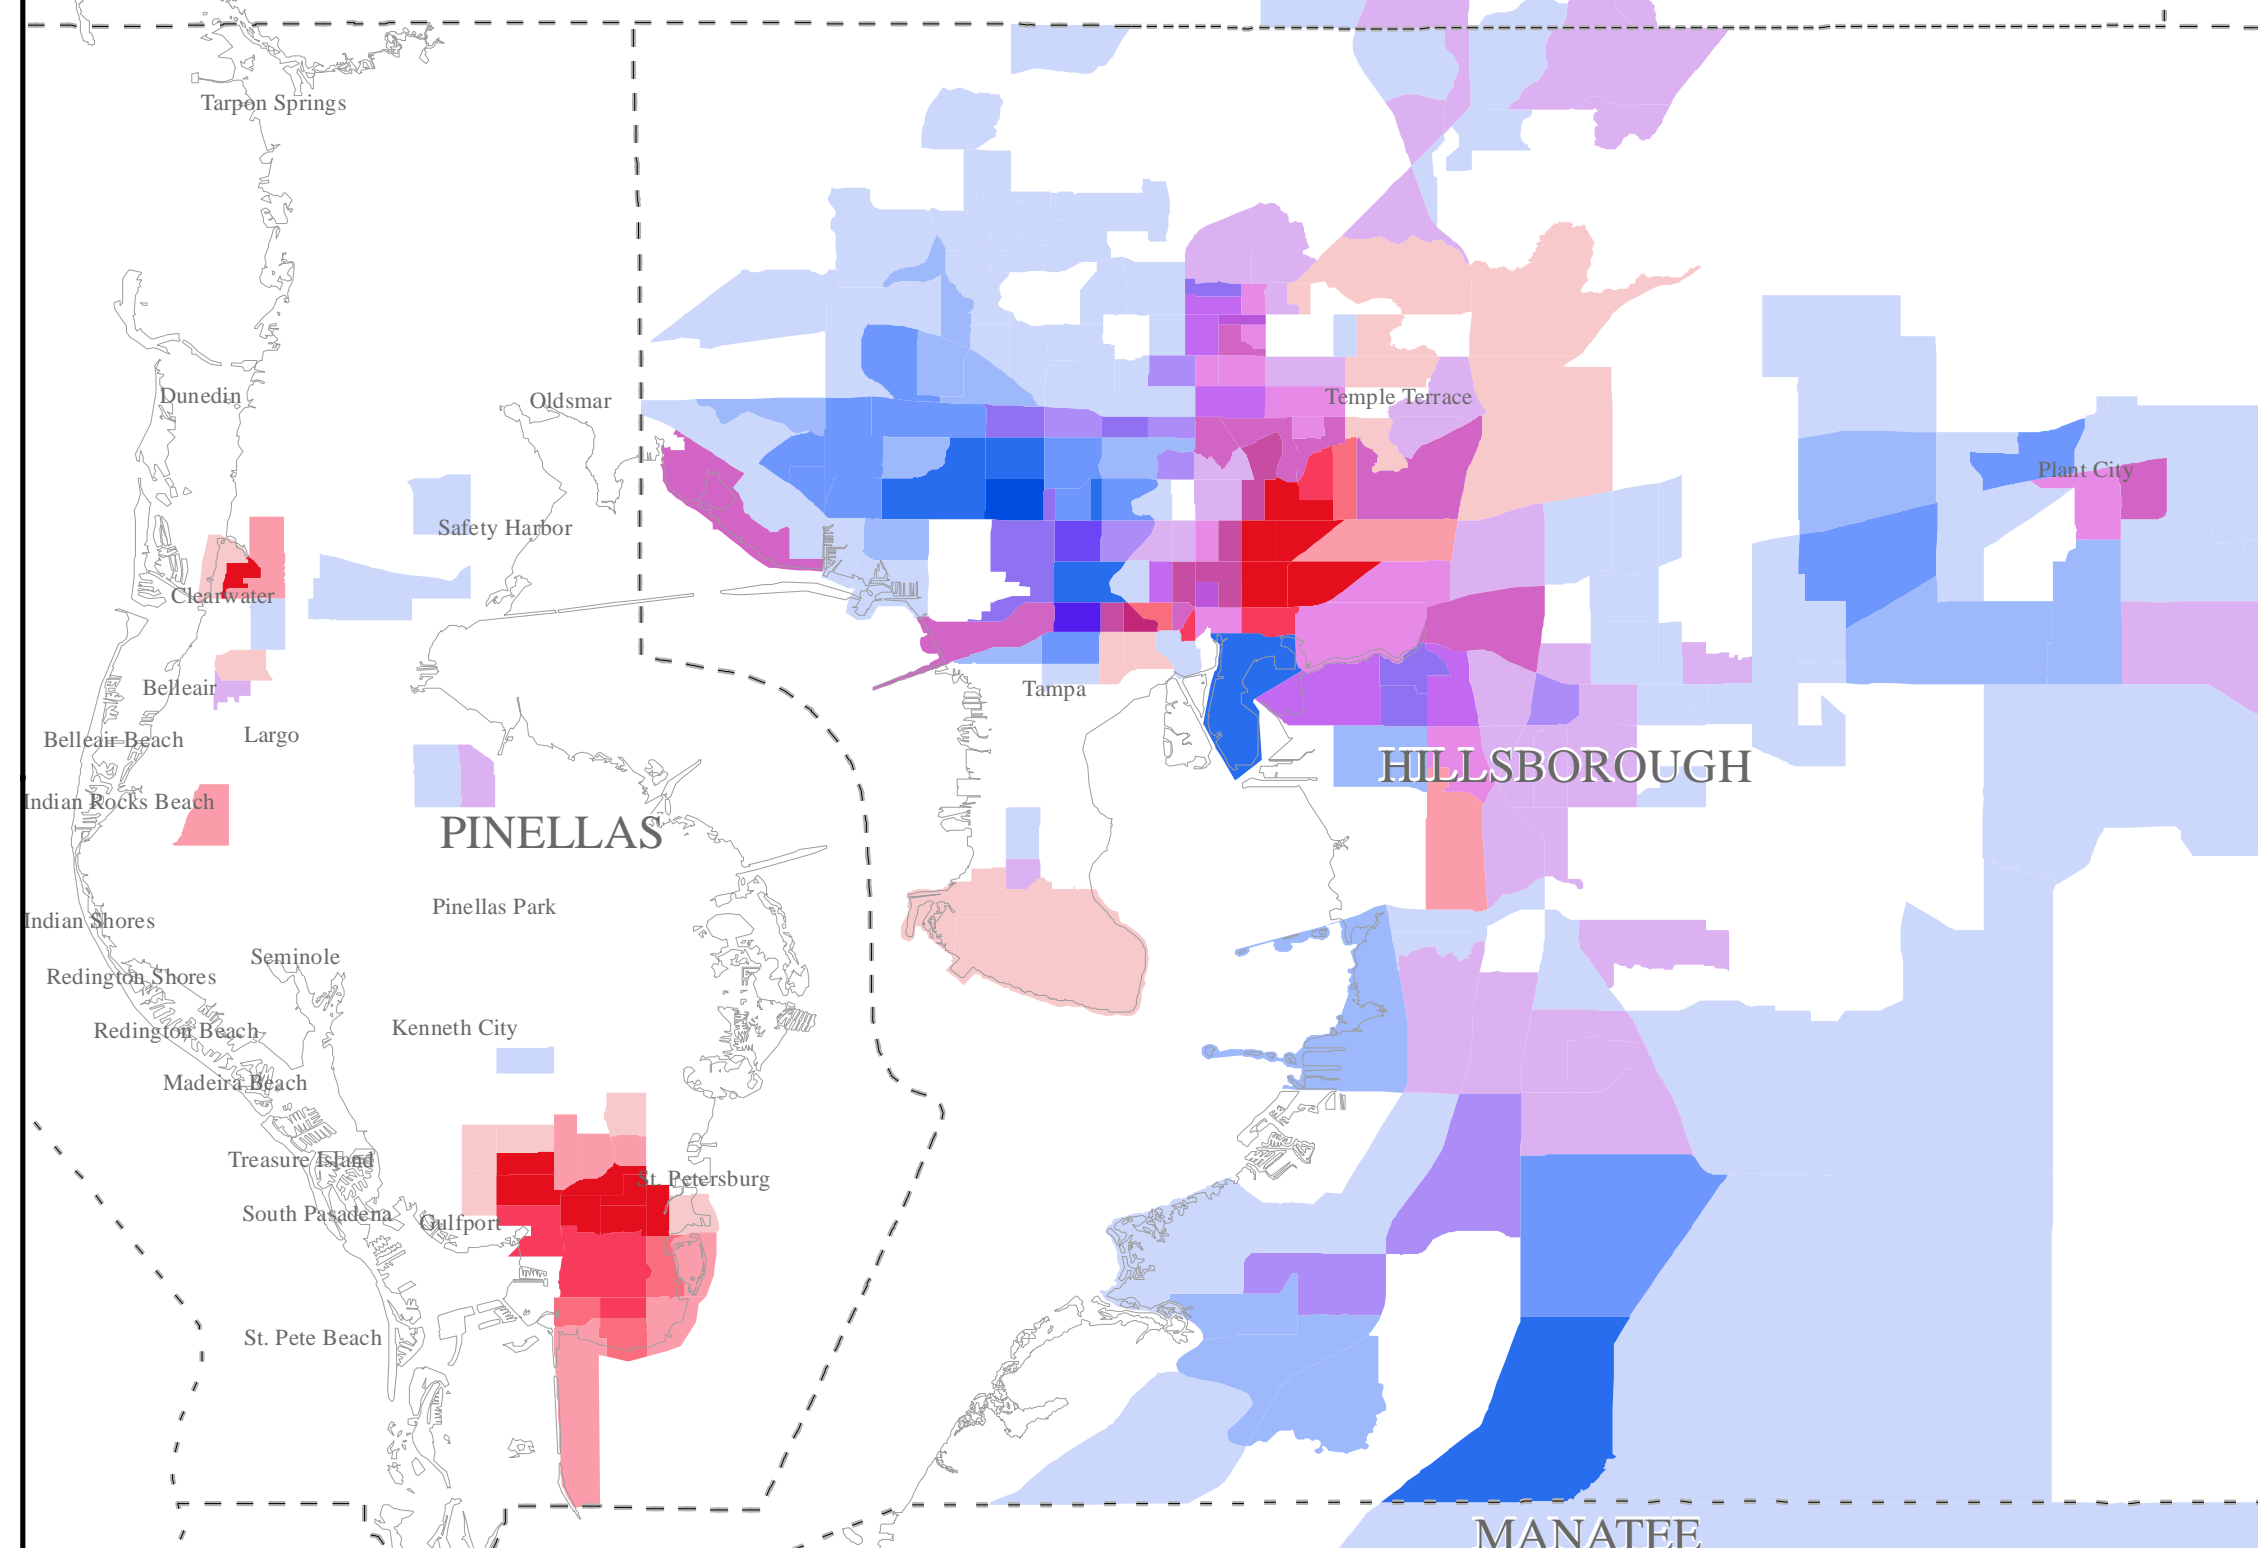 Tarpon Springs
Dunedin
Oldsmar
Temple Terrace
Plant City
Safety Harbor
Clearwater
Belleair
Tampa
Largo
Belleair Beach
HILLSBOROUGH
Indian Rocks Beach
PINELLAS
Pinellas Park
Indian Shores
Seminole
Redington Shores
Kenneth City
Redington Beach
Madeira Beach
Treasure Island
St. Petersburg
South Pasadena
Gulfport
St. Pete Beach
MANATEE